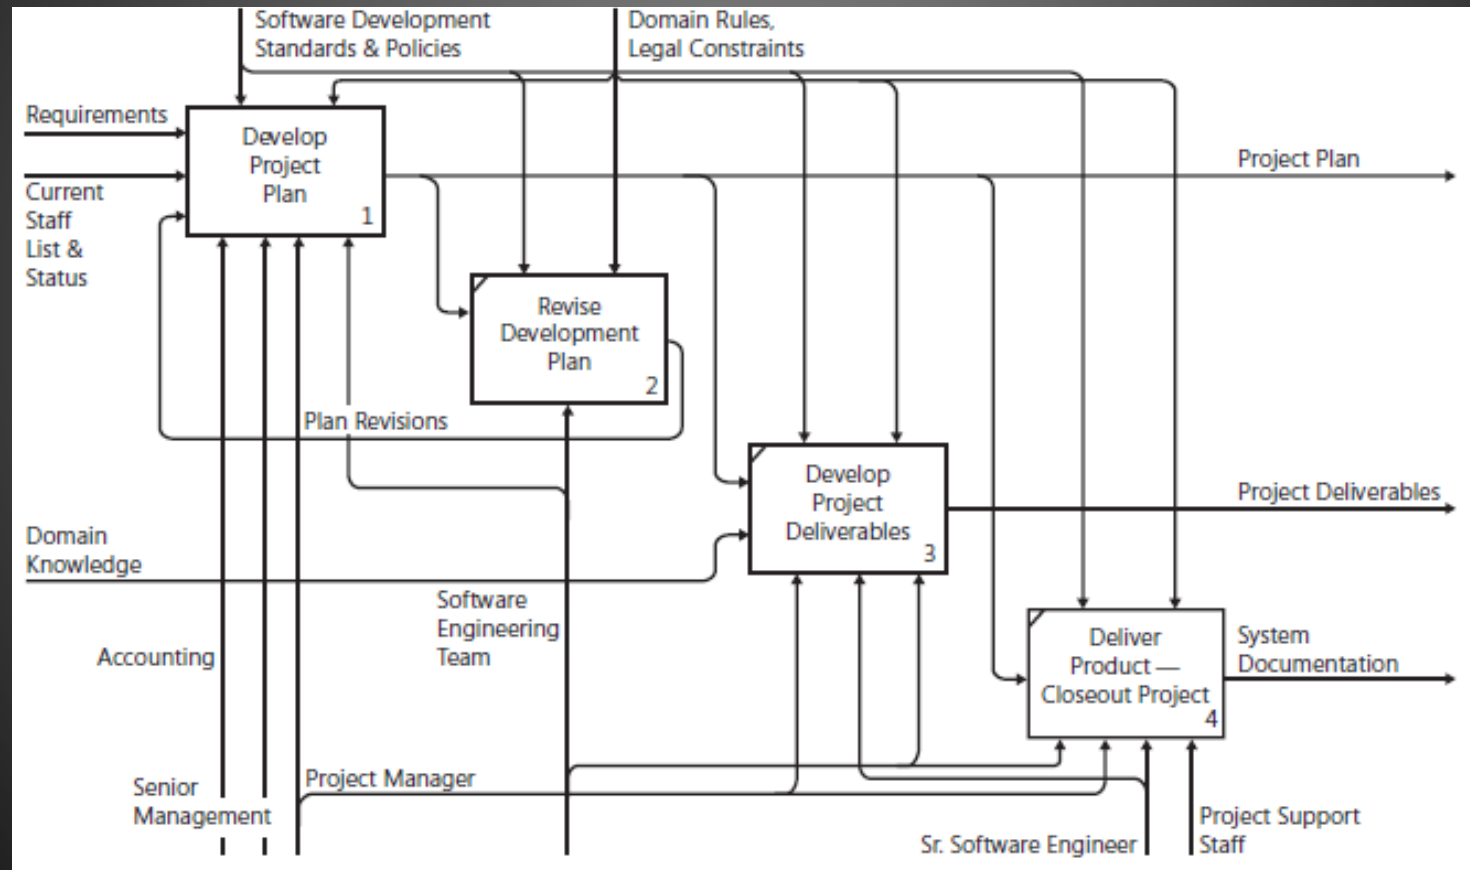 Software Development
Standards & Policies
Domain Rules,
Legal Constraints
Requirements
Current
Staff
List &
Status
Develop
Project
Plan
1
Project Plan
Revise
Development
Plan
2
Plan Revisions
Develop
Project
Deliverables
3
Project Deliverables
Domain
Knowledge
Software
Engineering
Team
Accounting
Deliver
Product —
Closeout Project
4
System
Documentation
Senior
Management
Project Manager
Sr. Software Engineer
Project Support
Staff